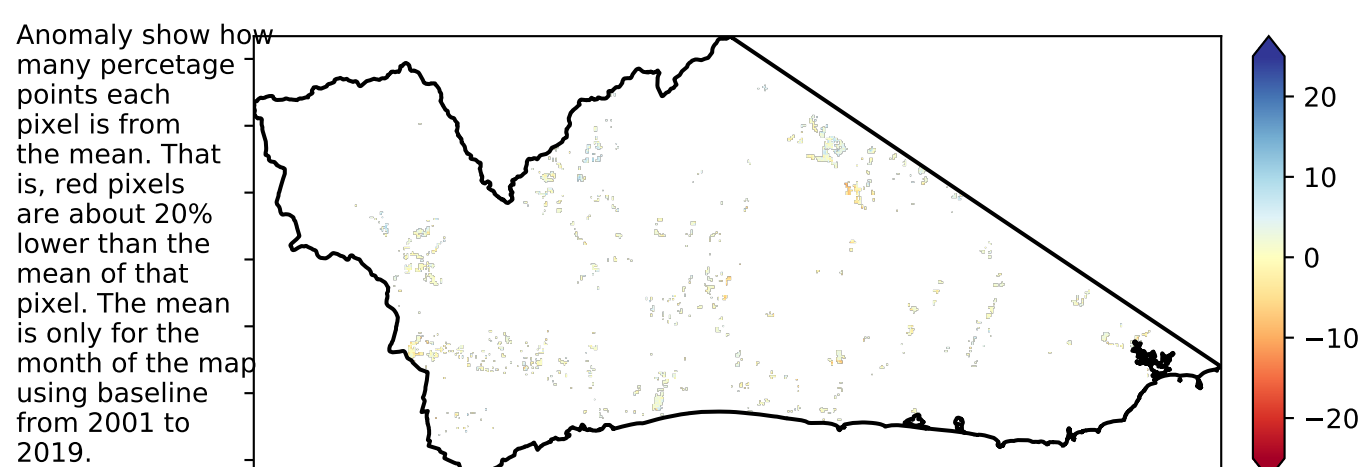 Anomaly show how
many percetage
points each
pixel is from
the mean. That
is, red pixels
are about 20%
lower than the
mean of that
pixel. The mean
is only for the
month of the map
using baseline
from 2001 to
2019.
20
10
0
−10
−20